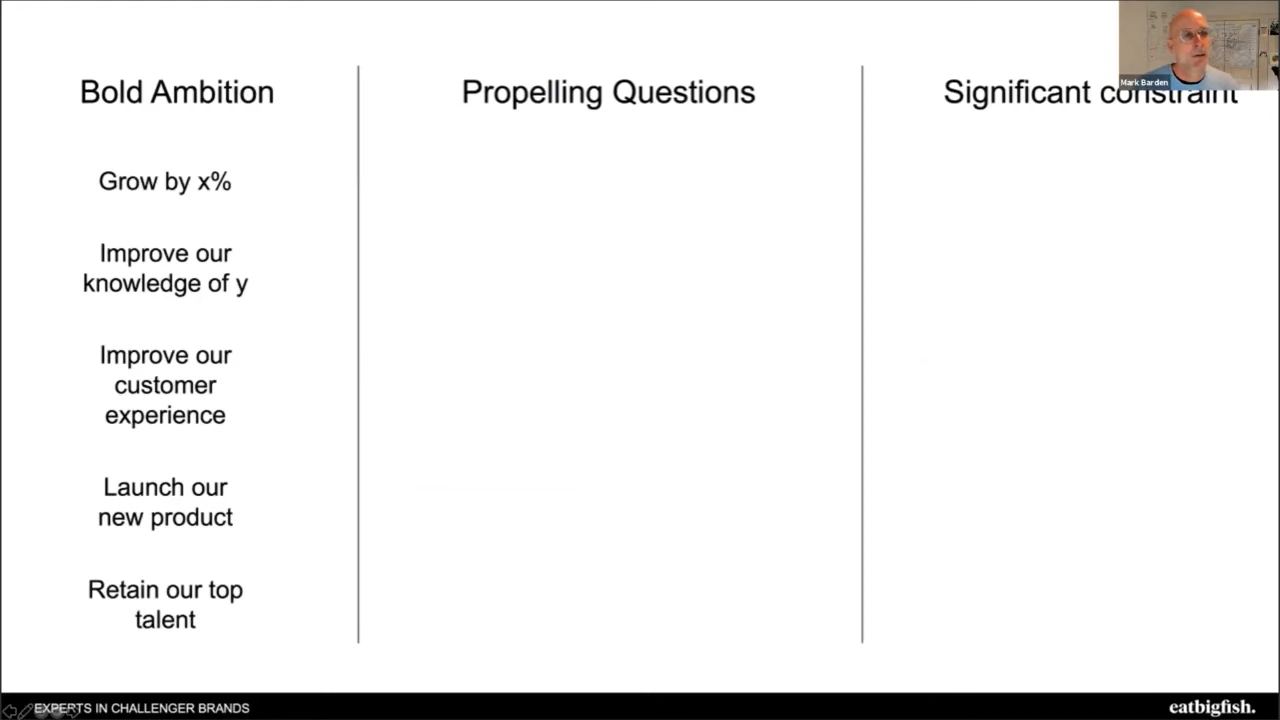 Bold Ambition
Propelling Questions
Significant constraint
Mark Barden
Grow by x%
Improve our
knowledge of y
Improve our
customer
experience
Launch our
new product
Retain our top
talent
EXPERTS IN CHALLENGER BRANDS
eatbigfish.